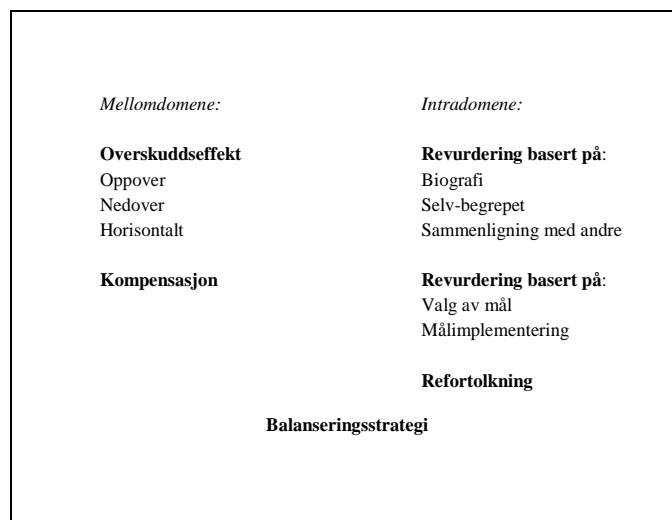 Mellomdomene:
Intradomene:
Overskuddseffekt
Revurdering basert på:
Oppover
Biografi
Nedover
Selv-begrepet
Horisontalt
Sammenligning med andre
Kompensasjon
Revurdering basert på:
Valg av mål
Målimplementering
Refortolkning
Balanseringsstrategi